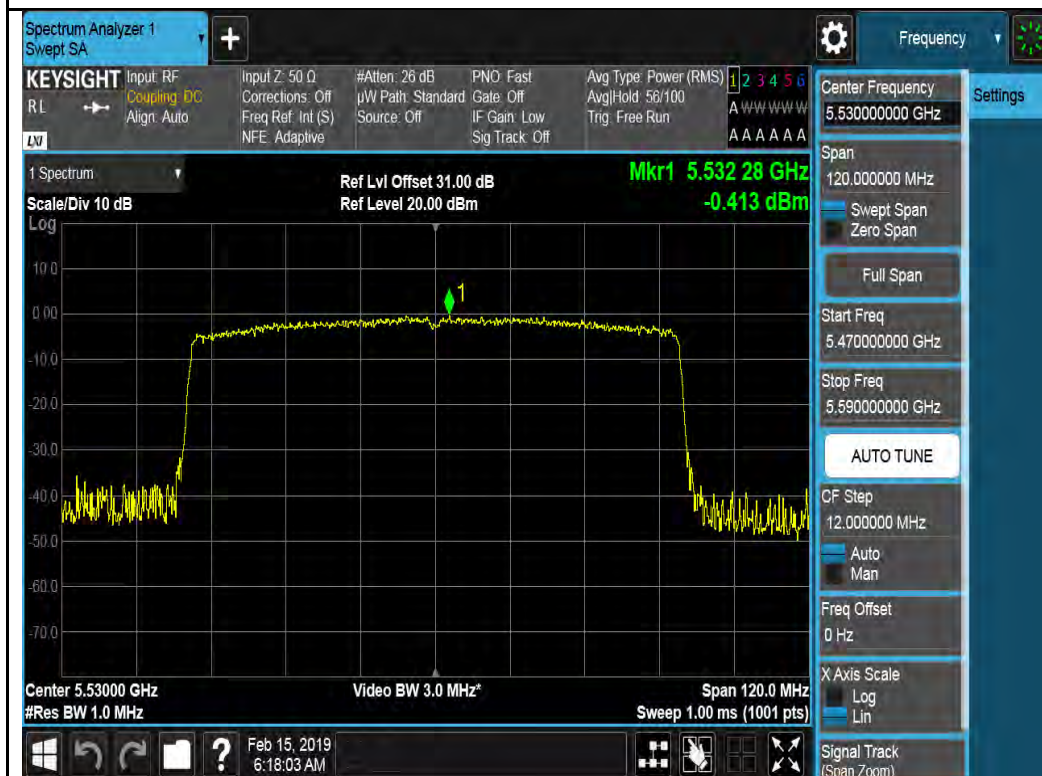 Spectrum Analyzer 1
Swept SA
Frequency
KEYSIGHT
RL
LXI
Input: RF
Coupling: DC
Align: Auto
Input Z: 50 Ω
Corrections: Off
Freq Ref: Int (S)
NFE: Adaptive
#Atten: 26 dB
µW Path: Standard
Source: Off
PNO: Fast
Gate: Off
IF Gain: Low
Sig Track: Off
Avg Type: Power (RMS)
Avg|Hold: 56/100
Trig: Free Run
1 2 3 4 5 6
A W W W W W
A A A A A A
1 Spectrum
Scale/Div 10 dB
Log
Ref Lvl Offset 31.00 dB
Ref Level 20.00 dBm
Mkr1 5.532 28 GHz
-0.413 dBm
1
10.0
0.00
-10.0
-20.0
-30.0
-40.0
-50.0
-60.0
-70.0
Center 5.53000 GHz
#Res BW 1.0 MHz
Video BW 3.0 MHz*
Span 120.0 MHz
Sweep 1.00 ms (1001 pts)
Feb 15, 2019
6:18:03 AM
?
Center Frequency
5.530000000 GHz
Settings
Span
120.000000 MHz
Swept Span
Zero Span
Full Span
Start Freq
5.470000000 GHz
Stop Freq
5.590000000 GHz
AUTO TUNE
CF Step
12.000000 MHz
Auto
Man
Freq Offset
0 Hz
X Axis Scale
Log
Lin
Signal Track
(Span Zoom)